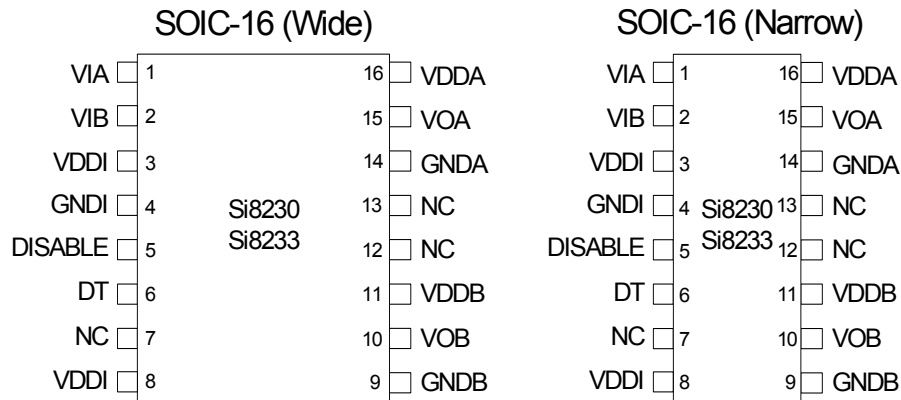 SOIC-16 (Wide)
VIA 1 16 VDDA
VIB 2 15 VOA
VDDI 3 14 GNDA
GNDI 4 13 NC
DISABLE 5 12 NC
DT 6 11 VDDB
NC 7 10 VOB
VDDI 8 9 GNDB
Si8230
Si8233
SOIC-16 (Narrow)
VIA 1 16 VDDA
VIB 2 15 VOA
VDDI 3 14 GNDA
GNDI 4 13 NC
DISABLE 5 12 NC
DT 6 11 VDDB
NC 7 10 VOB
VDDI 8 9 GNDB
Si8230
Si8233